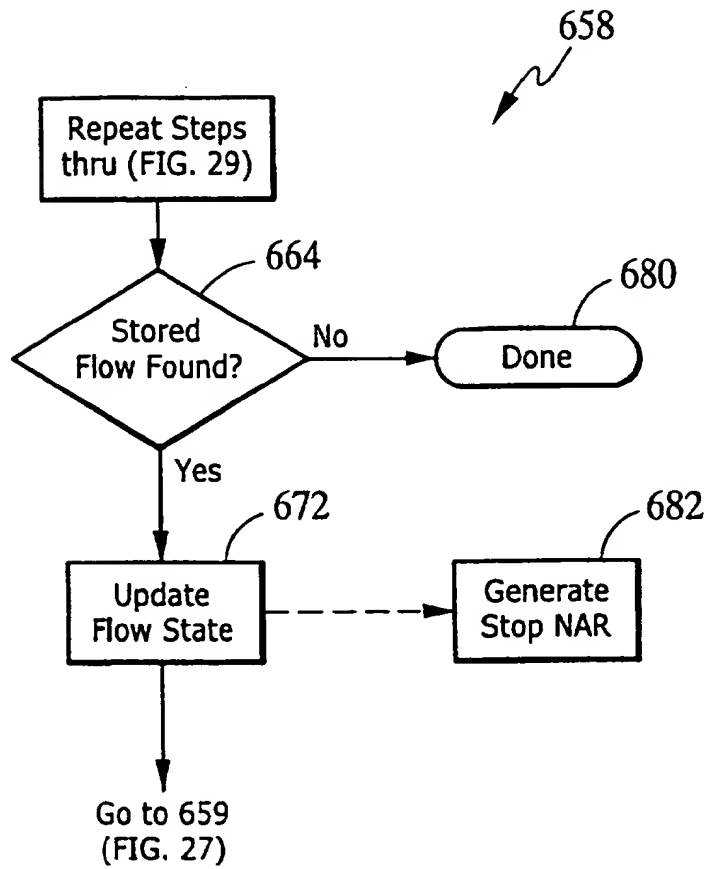 658
Repeat Steps
thru (FIG. 29)
664
Stored
Flow Found?
No
680
Done
Yes
672
Update
Flow State
682
Generate
Stop NAR
Go to 659
(FIG. 27)